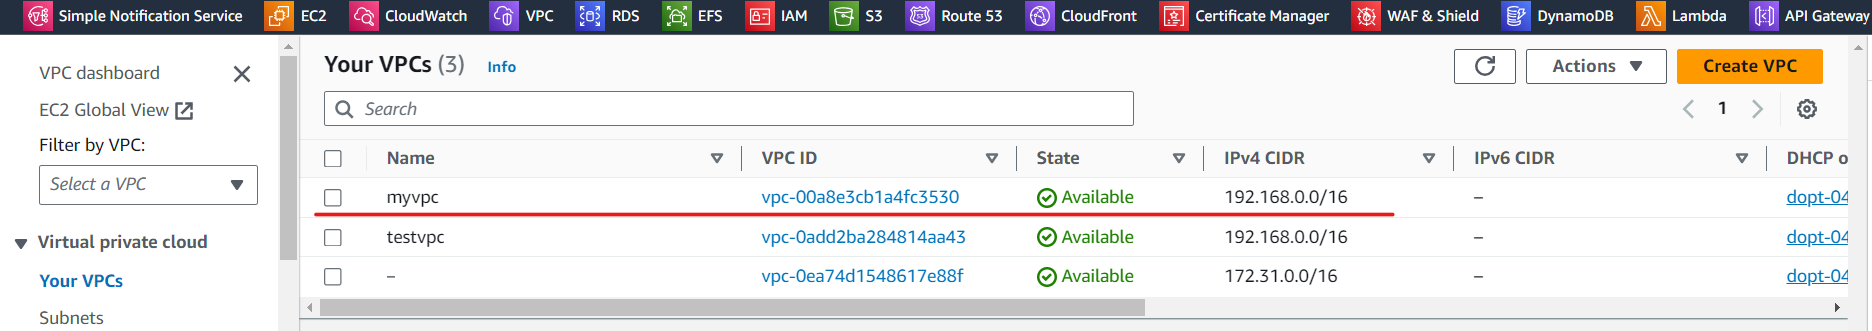 Simple Notification Service EC2 CloudWatch VPC RDS EFS IAM S3 Route 53 CloudFront Certificate Manager WAF & Shield DynamoDB Lambda API Gateway
VPC dashboard
EC2 Global View
Filter by VPC:
Select a VPC
Virtual private cloud
Your VPCs
Subnets
Your VPCs (3) Info
Actions Create VPC
Search
1
Name VPC ID State IPv4 CIDR IPv6 CIDR DHCP o
myvpc vpc-00a8e3cb1a4fc3530 Available 192.168.0.0/16 – dopt-04
testvpc vpc-0add2ba284814aa43 Available 192.168.0.0/16 – dopt-04
– vpc-0ea74d1548617e88f Available 172.31.0.0/16 – dopt-04